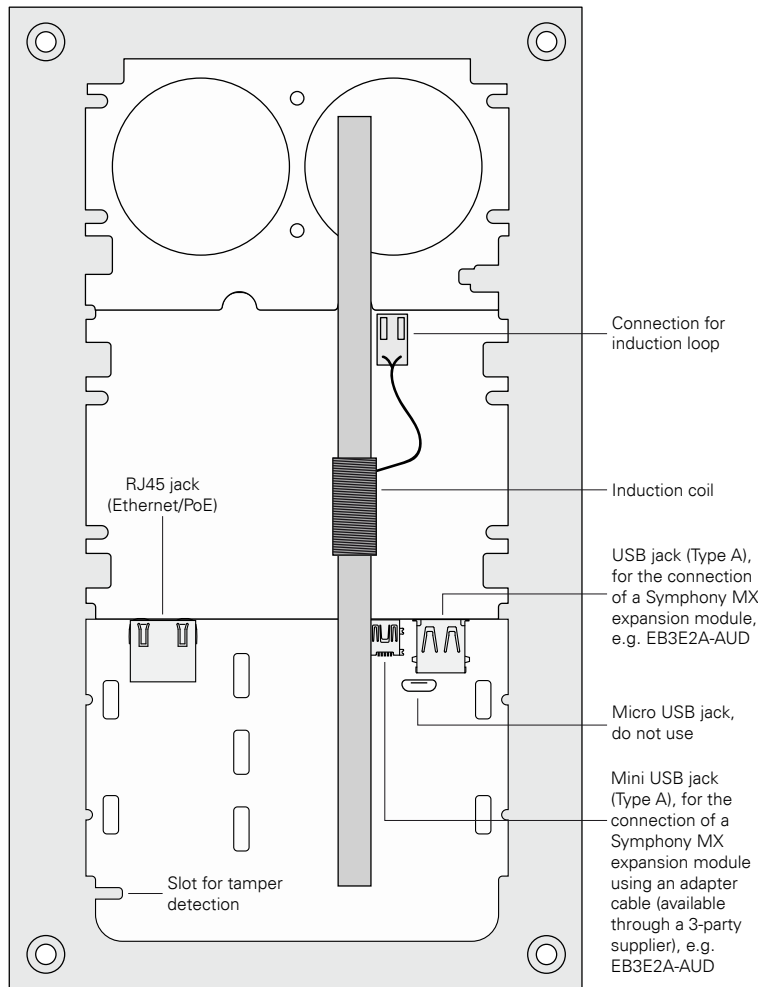 Connection for
induction loop
RJ45 jack
(Ethernet/PoE)
Induction coil
USB jack (Type A),
for the connection
of a Symphony MX
expansion module,
e.g. EB3E2A-AUD
Micro USB jack,
do not use
Mini USB jack
(Type A), for the
connection of a
Symphony MX
expansion module
using an adapter
cable (available
through a 3-party
supplier), e.g.
EB3E2A-AUD
Slot for tamper
detection